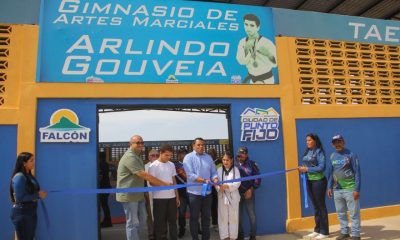 GIMNASIO DE
ARTES MARCIALES
ARLINDO
GOUVEIA
TAE
FALCÓN
CIUDAD DE
PUNTO
FIJO